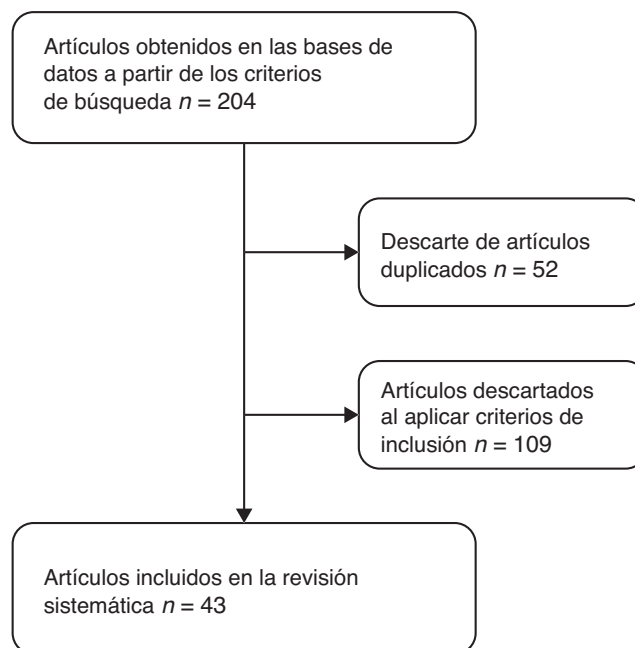 Artículos obtenidos en las bases de
datos a partir de los criterios
de búsqueda n = 204
Descarte de artículos
duplicados n = 52
Artículos descartados
al aplicar criterios de
inclusión n = 109
Artículos incluidos en la revisión
sistemática n = 43